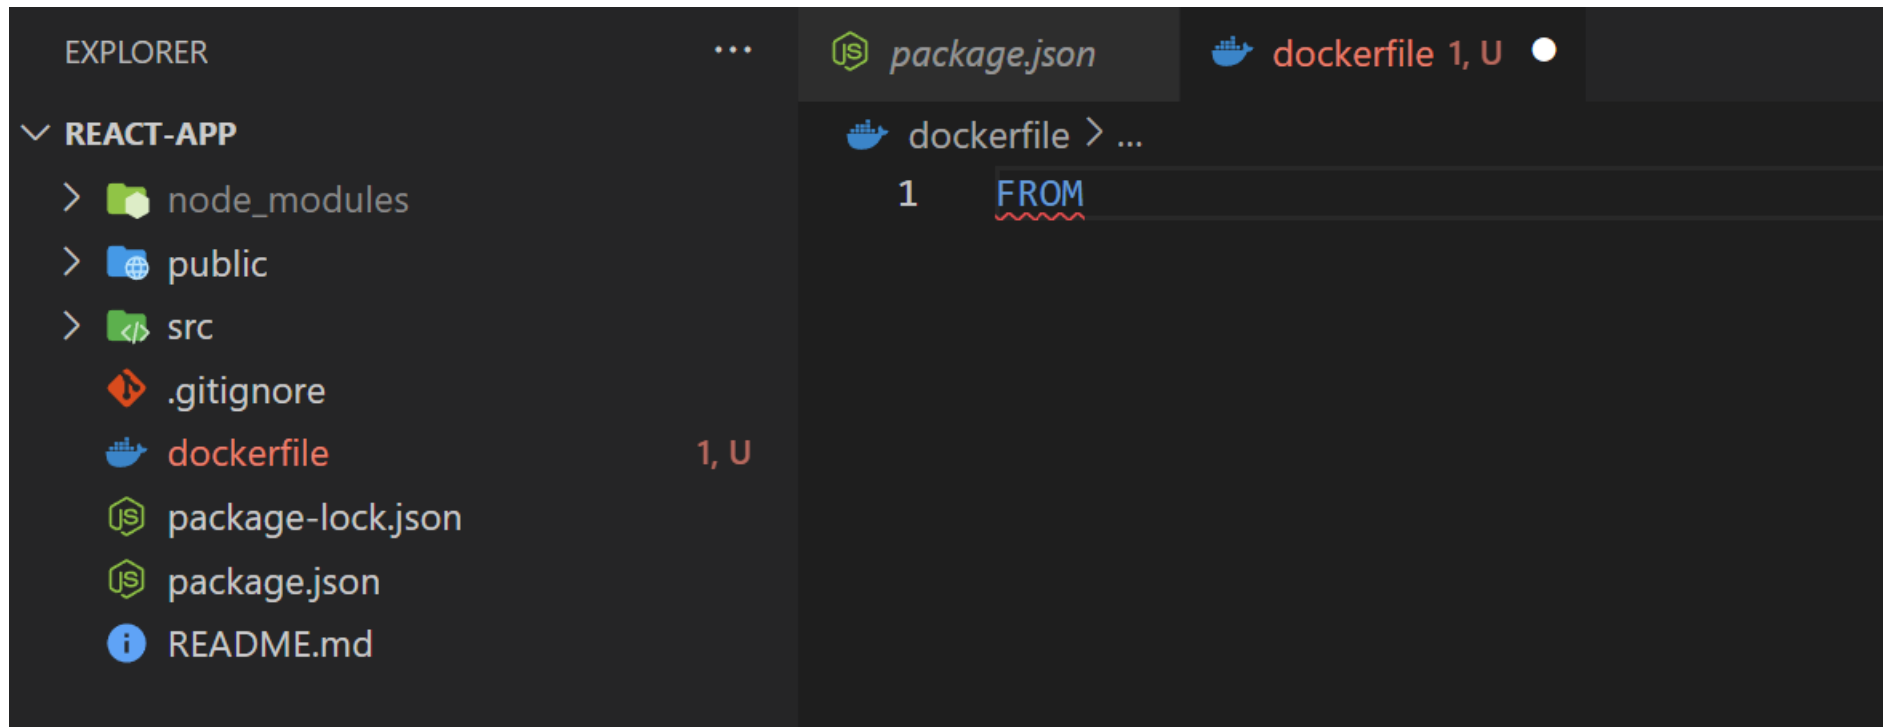 EXPLORER ...
REACT-APP
node_modules
public
src
.gitignore
dockerfile 1, U
package-lock.json
package.json
README.md
package.json dockerfile 1, U
dockerfile > ...
1 FROM